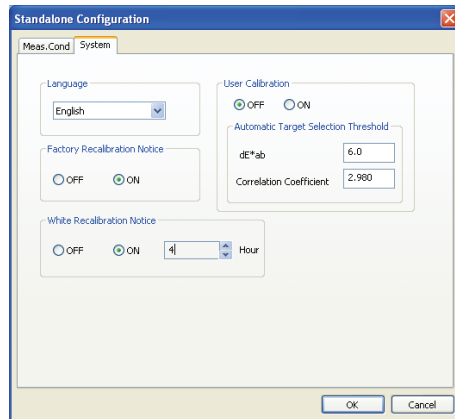 Standalone Configuration
Meas.Cond System
Language
English
Factory Recalibration Notice
OFF ON
White Recalibration Notice
OFF ON 4 Hour
User Calibration
OFF ON
Automatic Target Selection Threshold
dE*ab 6.0
Correlation Coefficient 2.980
OK Cancel